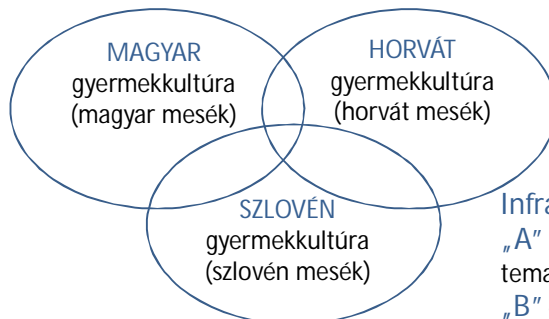 MAGYAR
gyermekkultúra
(magyar mesék)
HORVÁT
gyermekkultúra
(horvát mesék)
SZLOVÉN
gyermekkultúra
(szlovén mesék)
„A”
„B”